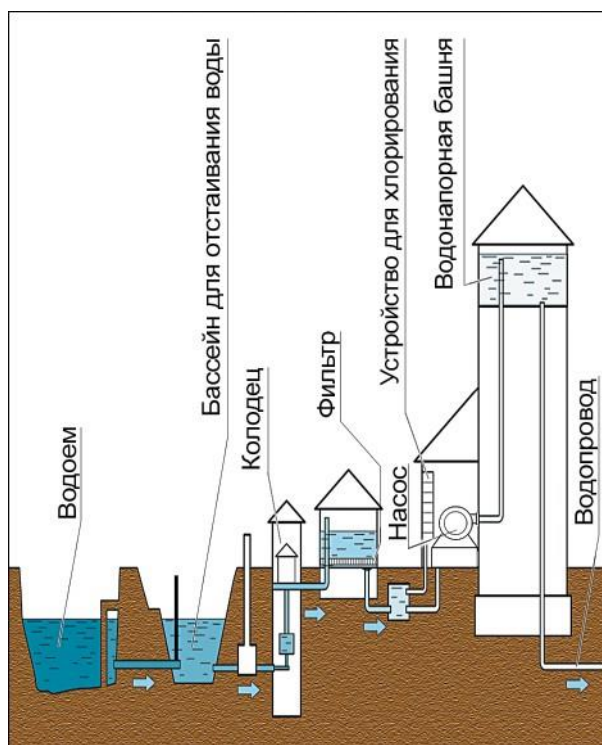 Водоем
Бассейн для отстаивания воды
Колодец
Фильтр
Насос
Устройство для хлорирования
Водонапорная башня
Водопровод